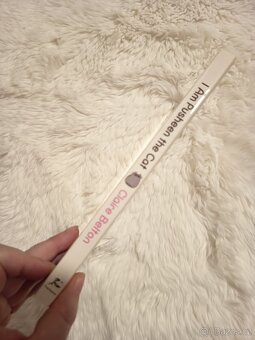 I Am Pusheen the Cat
Claire Belton